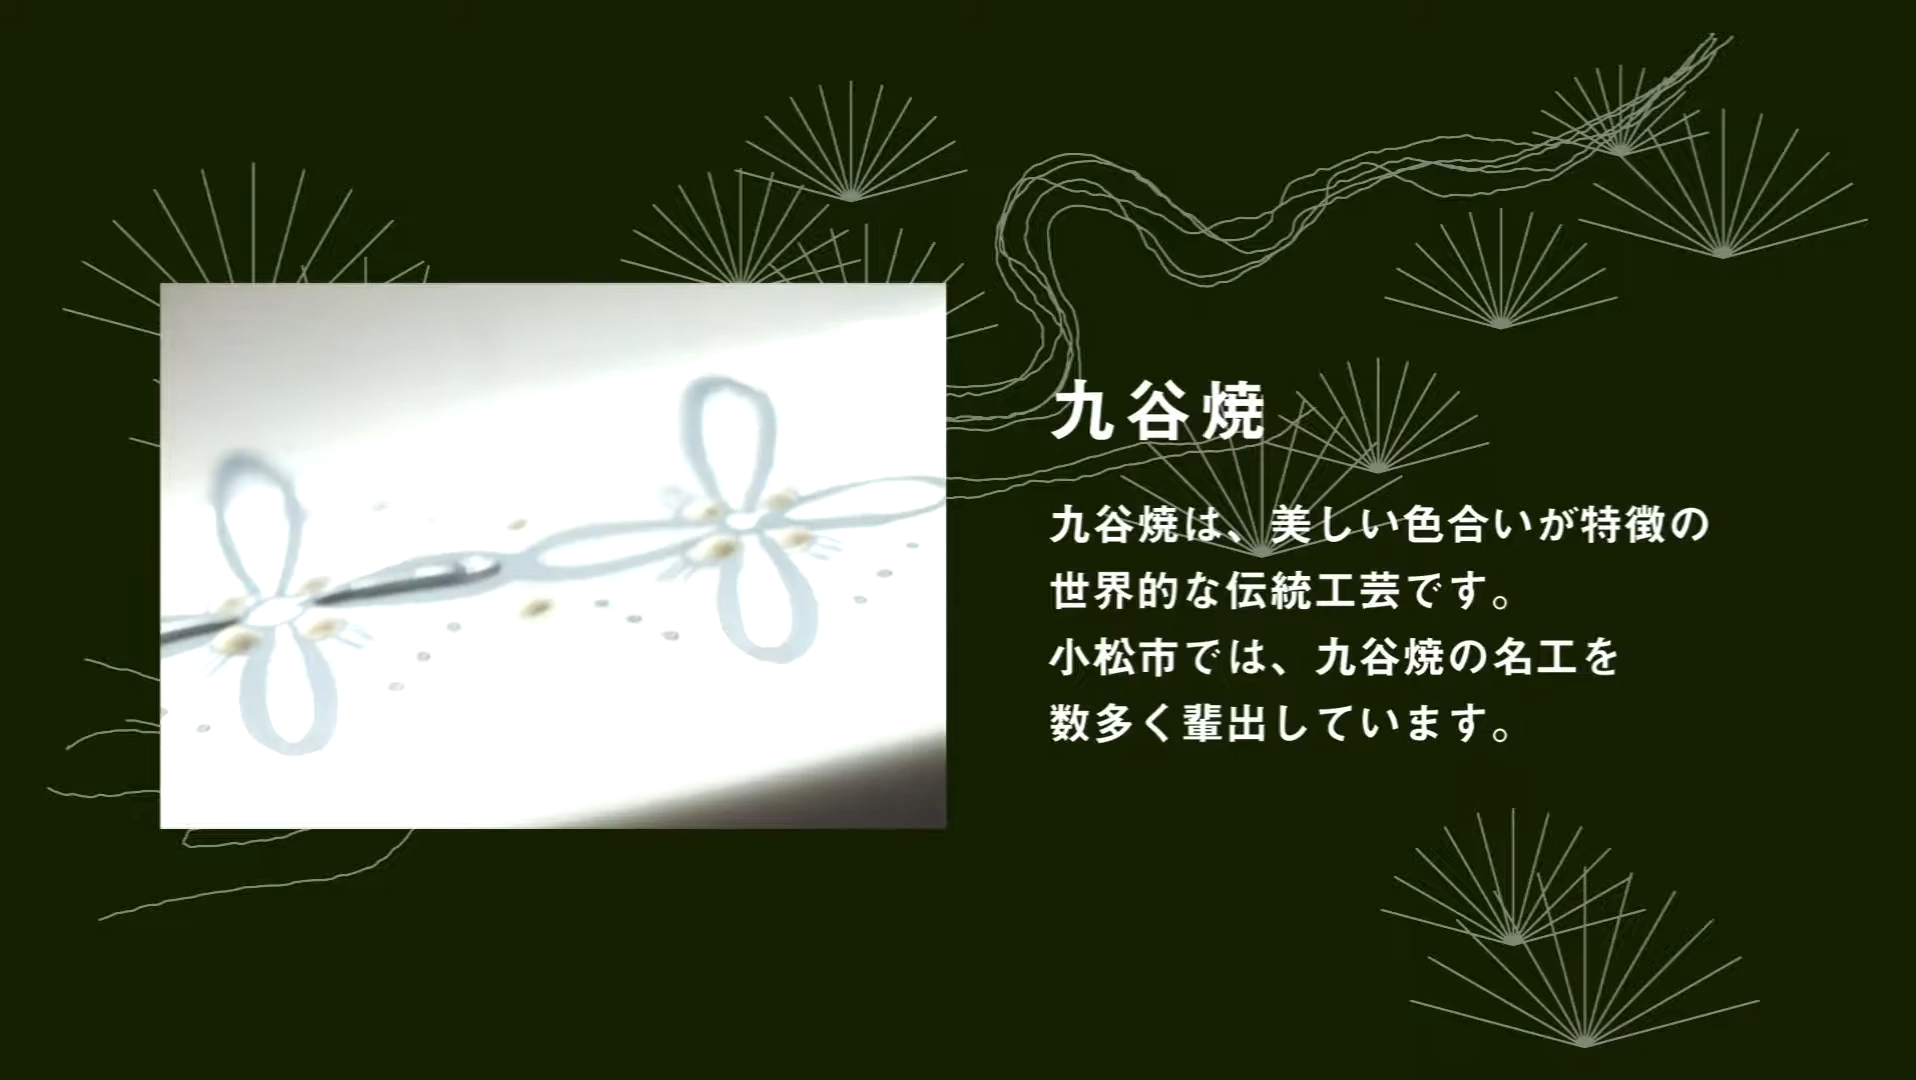 九谷焼
九谷焼は、美しい色合いが特徴の
世界的な伝統工芸です。
小松市では、九谷焼の名工を
数多く輩出しています。